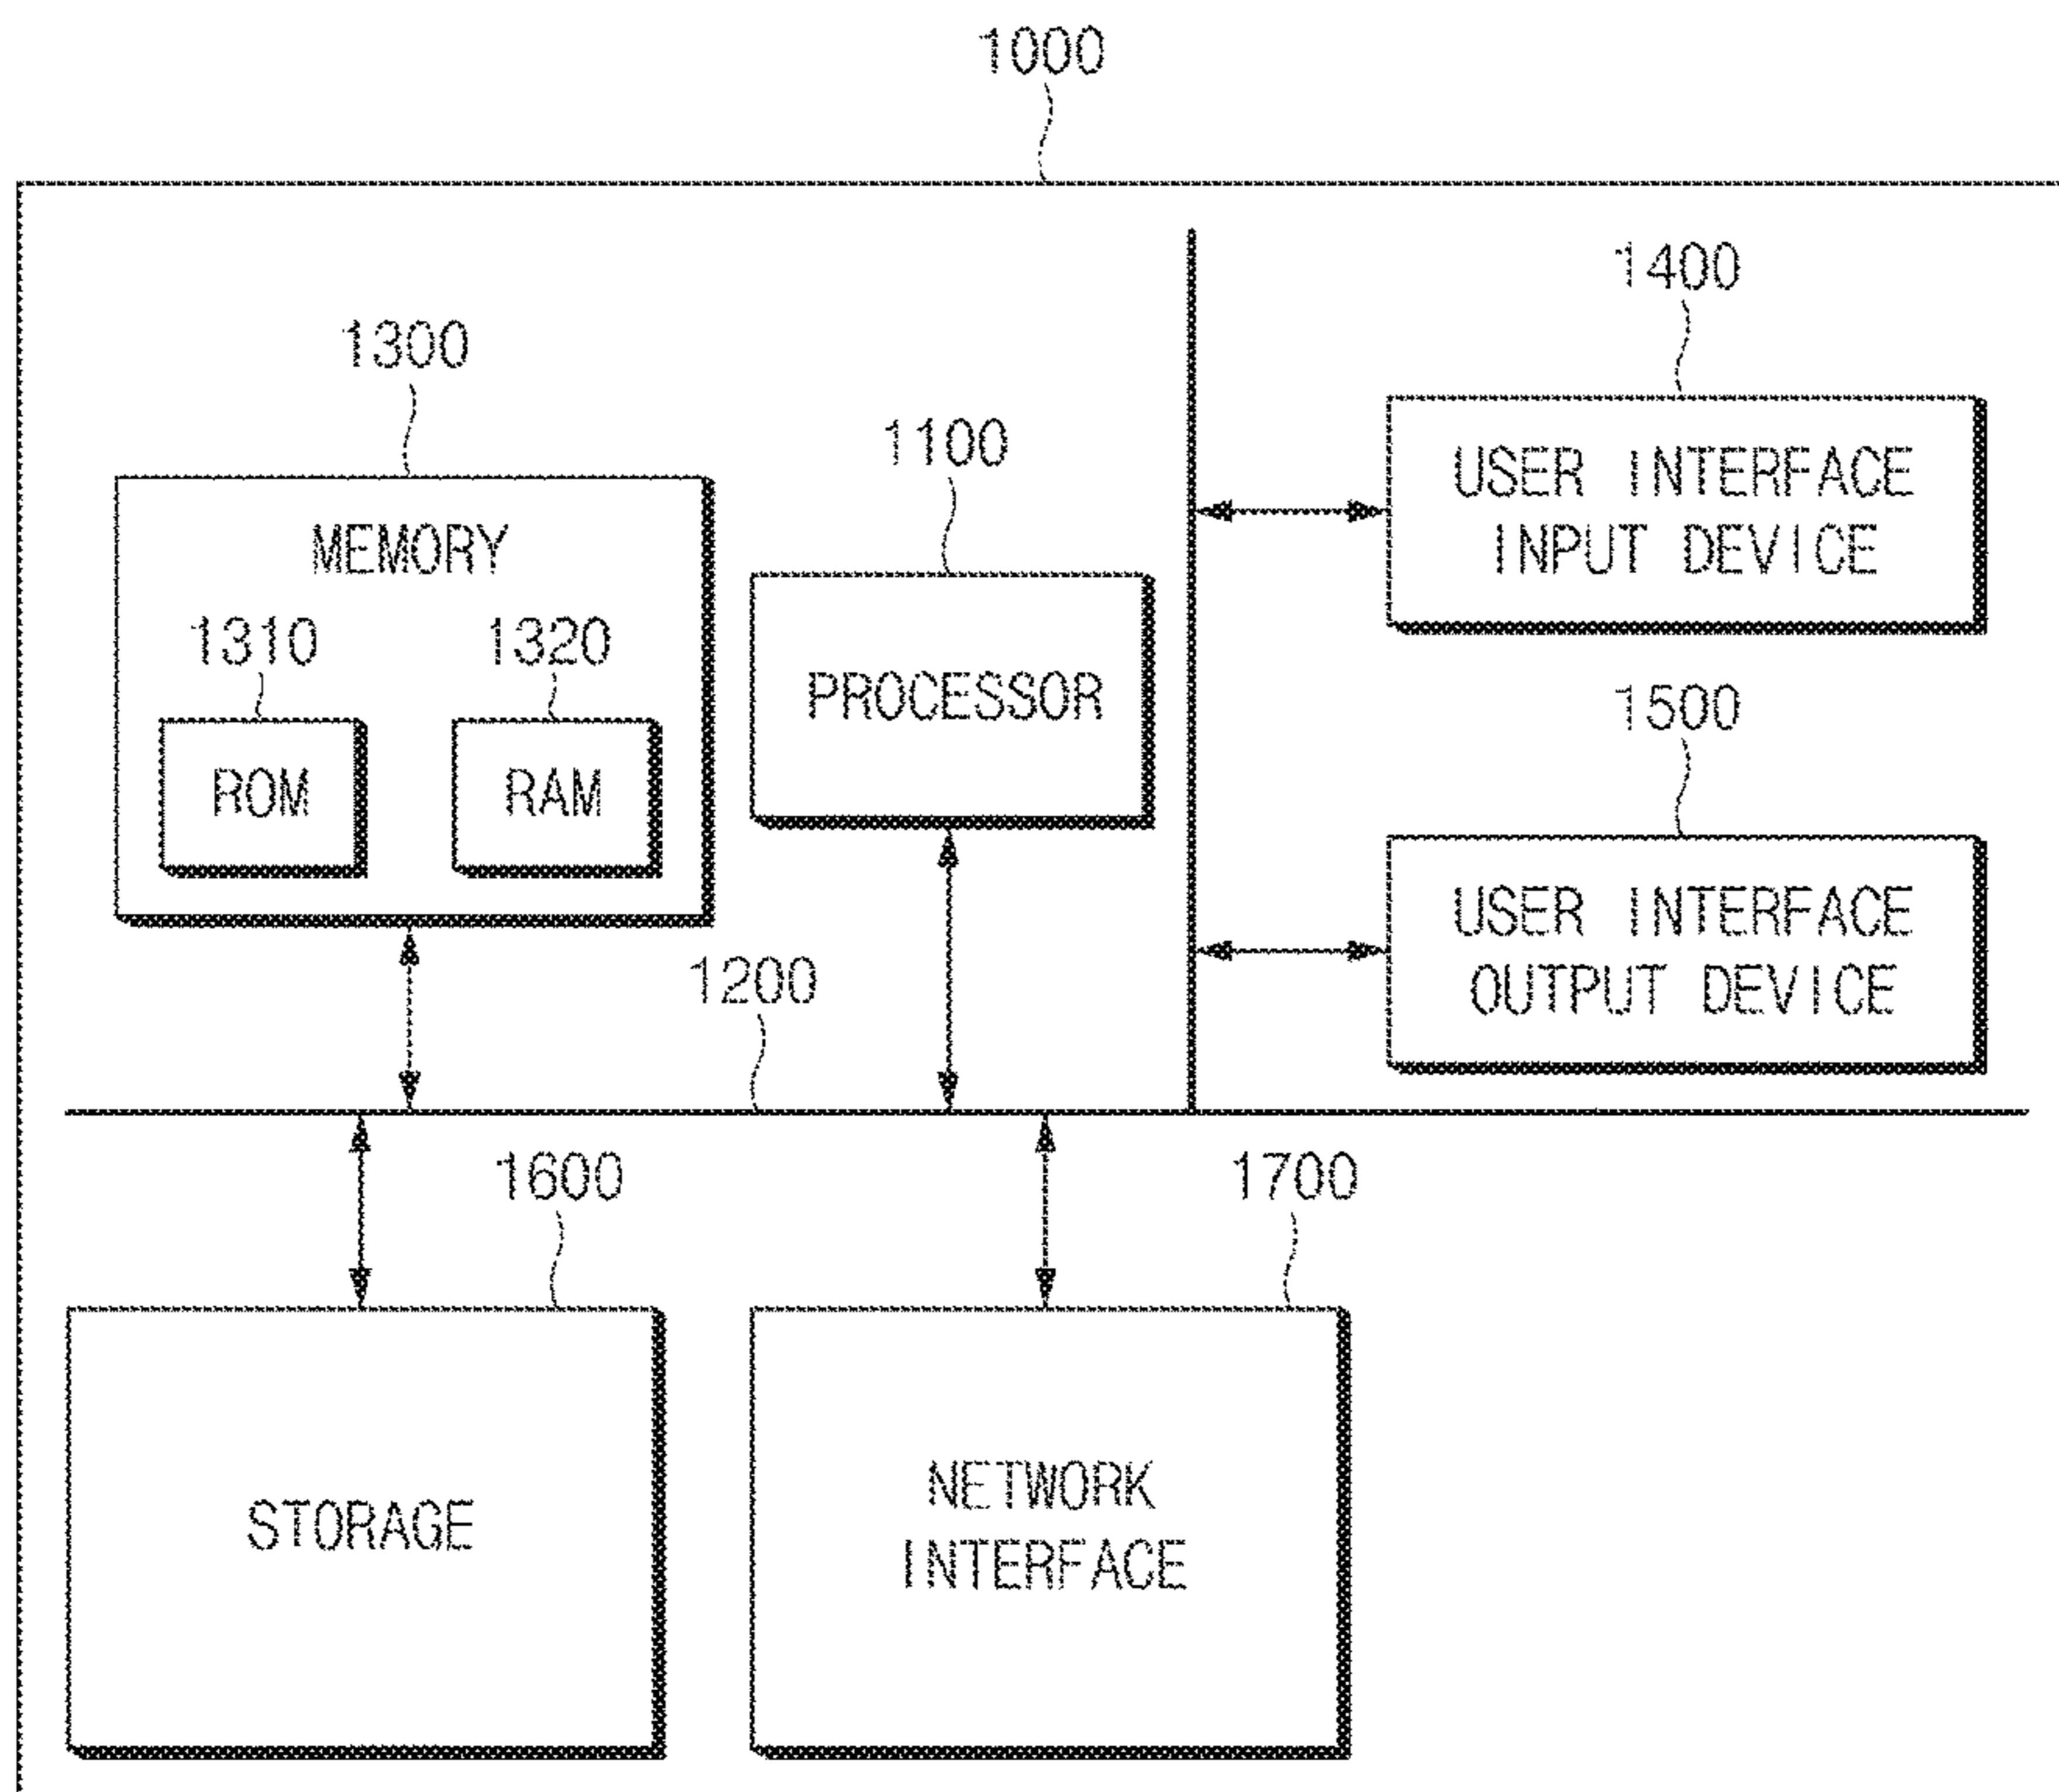 1000
1400
1300
1100
USER INTERFACE
INPUT DEVICE
MEMORY
1310
1320
PROCESSOR
1500
ROM
RAM
USER INTERFACE
OUTPUT DEVICE
1200
1600
1700
STORAGE
NETWORK
INTERFACE